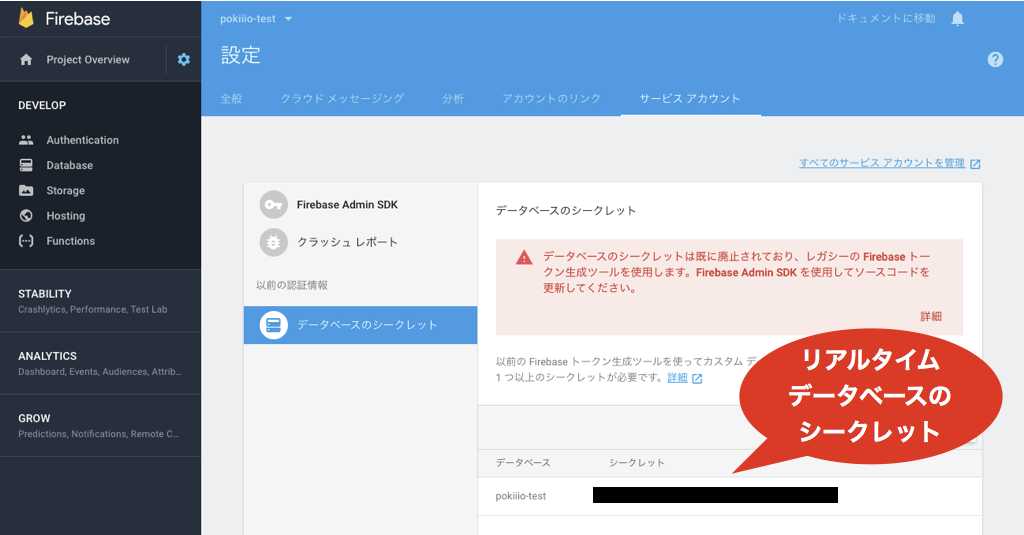 Firebase
Project Overview
DEVELOP
Authentication
Database
Storage
Hosting
Functions
STABILITY
Crashlytics, Performance, Test Lab
ANALYTICS
Dashboard, Events, Audiences, Attrib...
GROW
Predictions, Notifications, Remote C...
pokiiio-test
ドキュメントに移動
設定
全般
クラウド メッセージング
分析
アカウントのリンク
サービス アカウント
すべてのサービス アカウントを管理
Firebase Admin SDK
クラッシュ レポート
以前の認証情報
データベースのシークレット
データベースのシークレット
データベースのシークレットは既に廃止されており、レガシーの Firebase トー
クン生成ツールを使用します。Firebase Admin SDK を使用してソースコードを
更新してください。
詳細
以前の Firebase トークン生成ツールを使ってカスタム デ
1 つ以上のシークレットが必要です。詳細
リアルタイム
データベースの
シークレット
データベース
シークレット
pokiiio-test